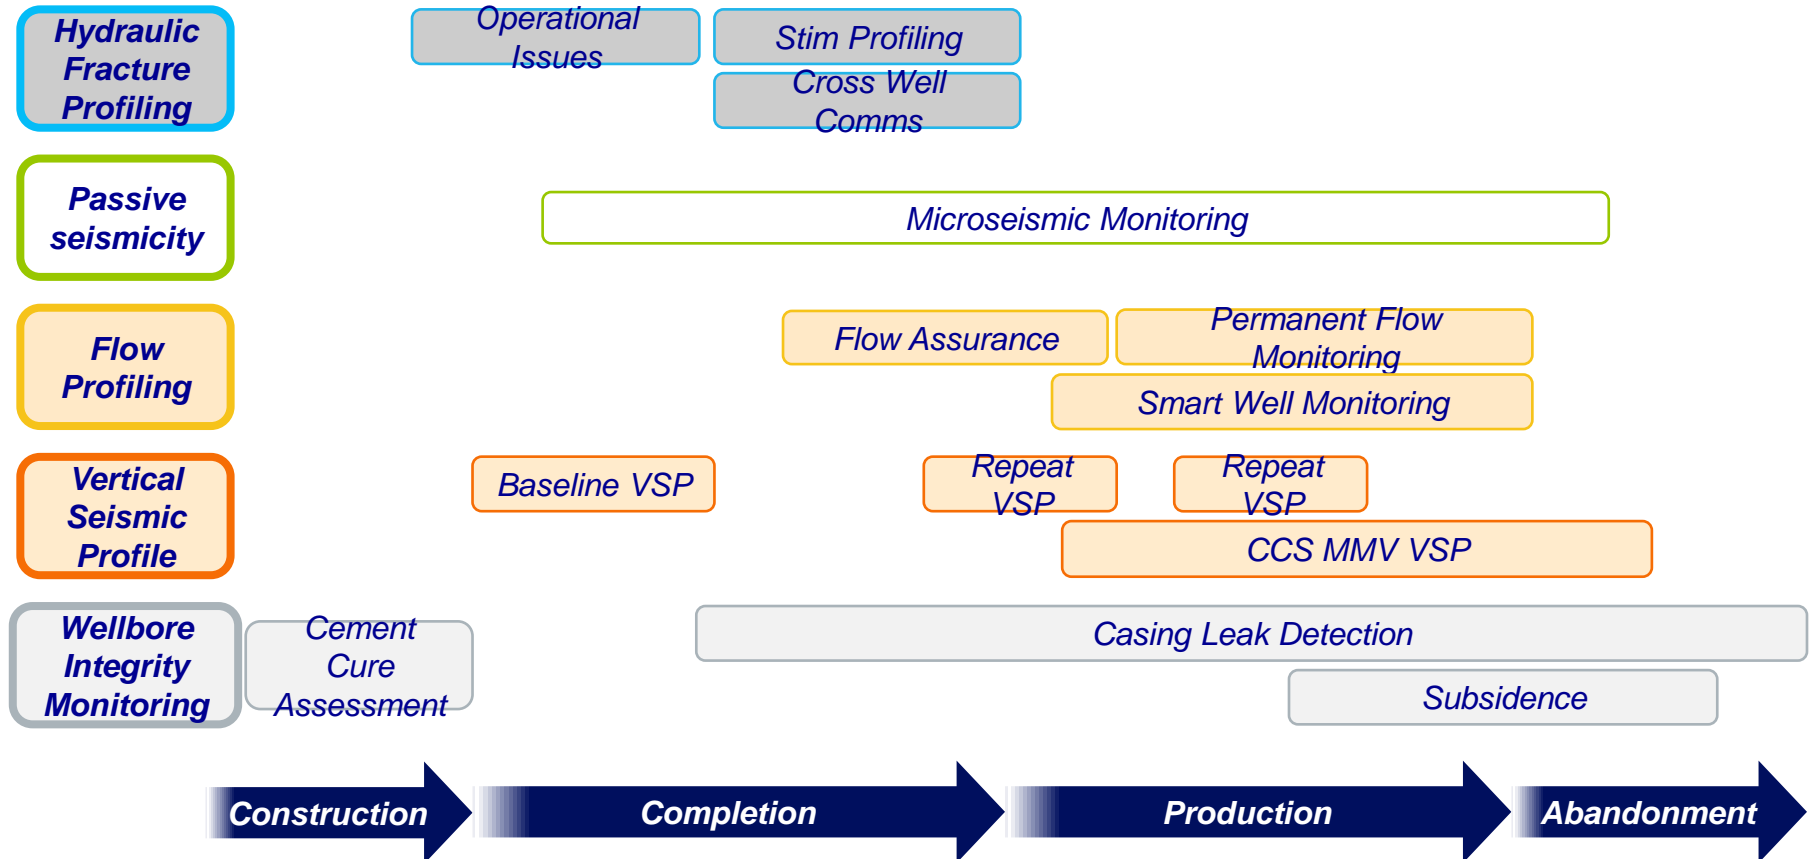 Hydraulic
Fracture
Profiling
Operational
Issues
Stim Profiling
Cross Well
Comms
Passive
seismicity
Microseismic Monitoring
Flow
Profiling
Flow Assurance
Permanent Flow
Monitoring
Smart Well Monitoring
Vertical
Seismic
Profile
Baseline VSP
Repeat
VSP
Repeat
VSP
CCS MMV VSP
Wellbore
Integrity
Monitoring
Cement
Cure
Assessment
Casing Leak Detection
Subsidence
Construction
Completion
Production
Abandonment